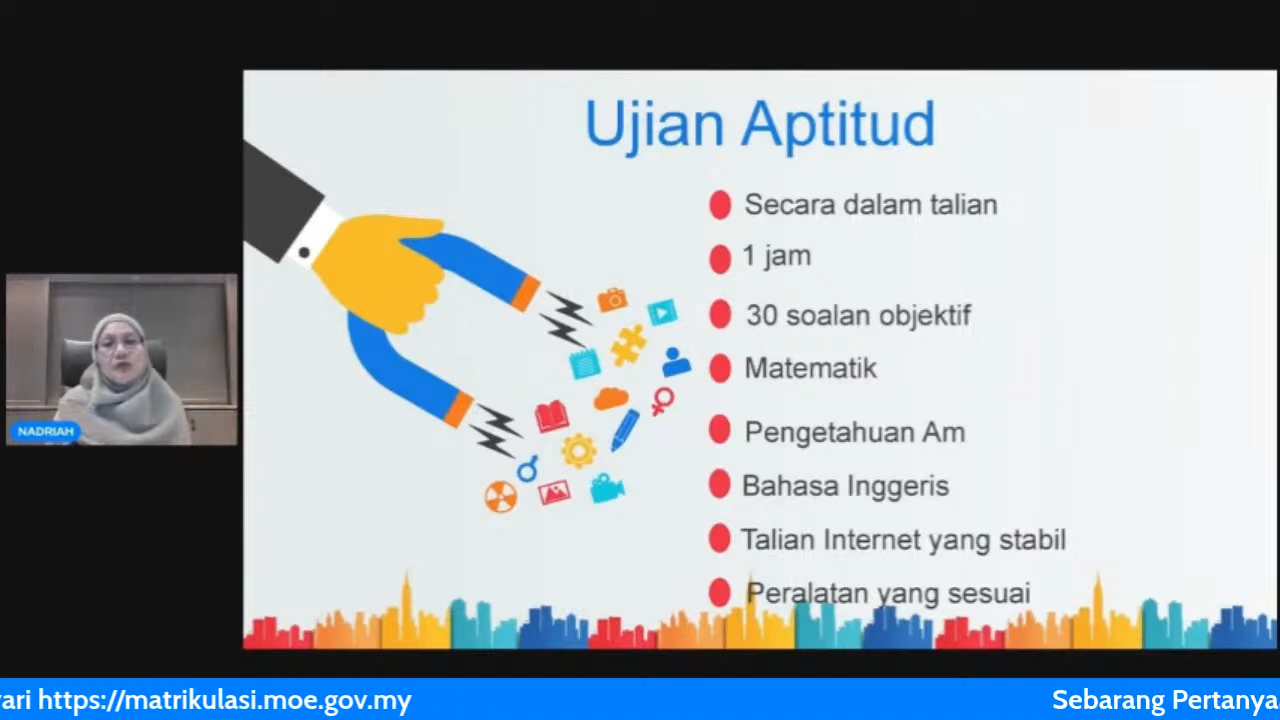 Ujian Aptitud
Secara dalam talian
1 jam
30 soalan objektif
Matematik
Pengetahuan Am
Bahasa Inggeris
Talian Internet yang stabil
Peralatan yang sesuai
NADRIAH
https://matrikulasi.moe.gov.my
Sebarang